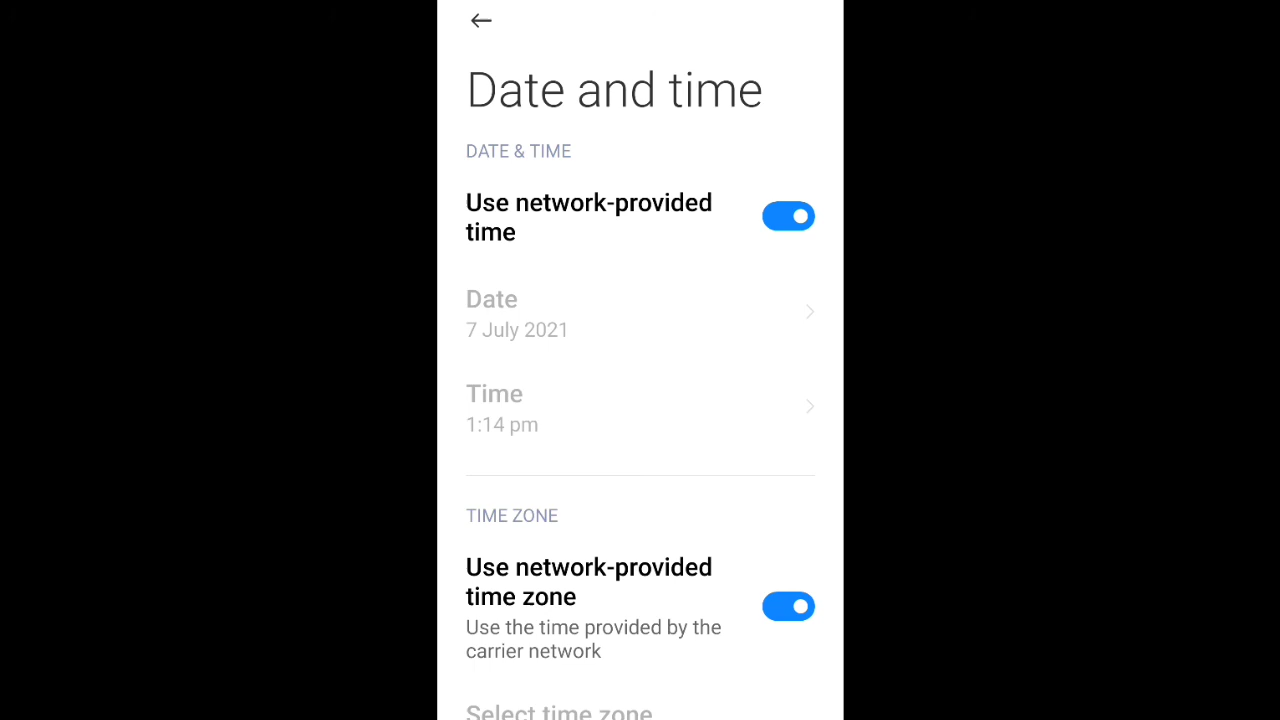 Date and time
DATE & TIME
Use network-provided
time
Date
7 July 2021
Time
1:14 pm
TIME ZONE
Use network-provided
time zone
Use the time provided by the
carrier network
Select time zone